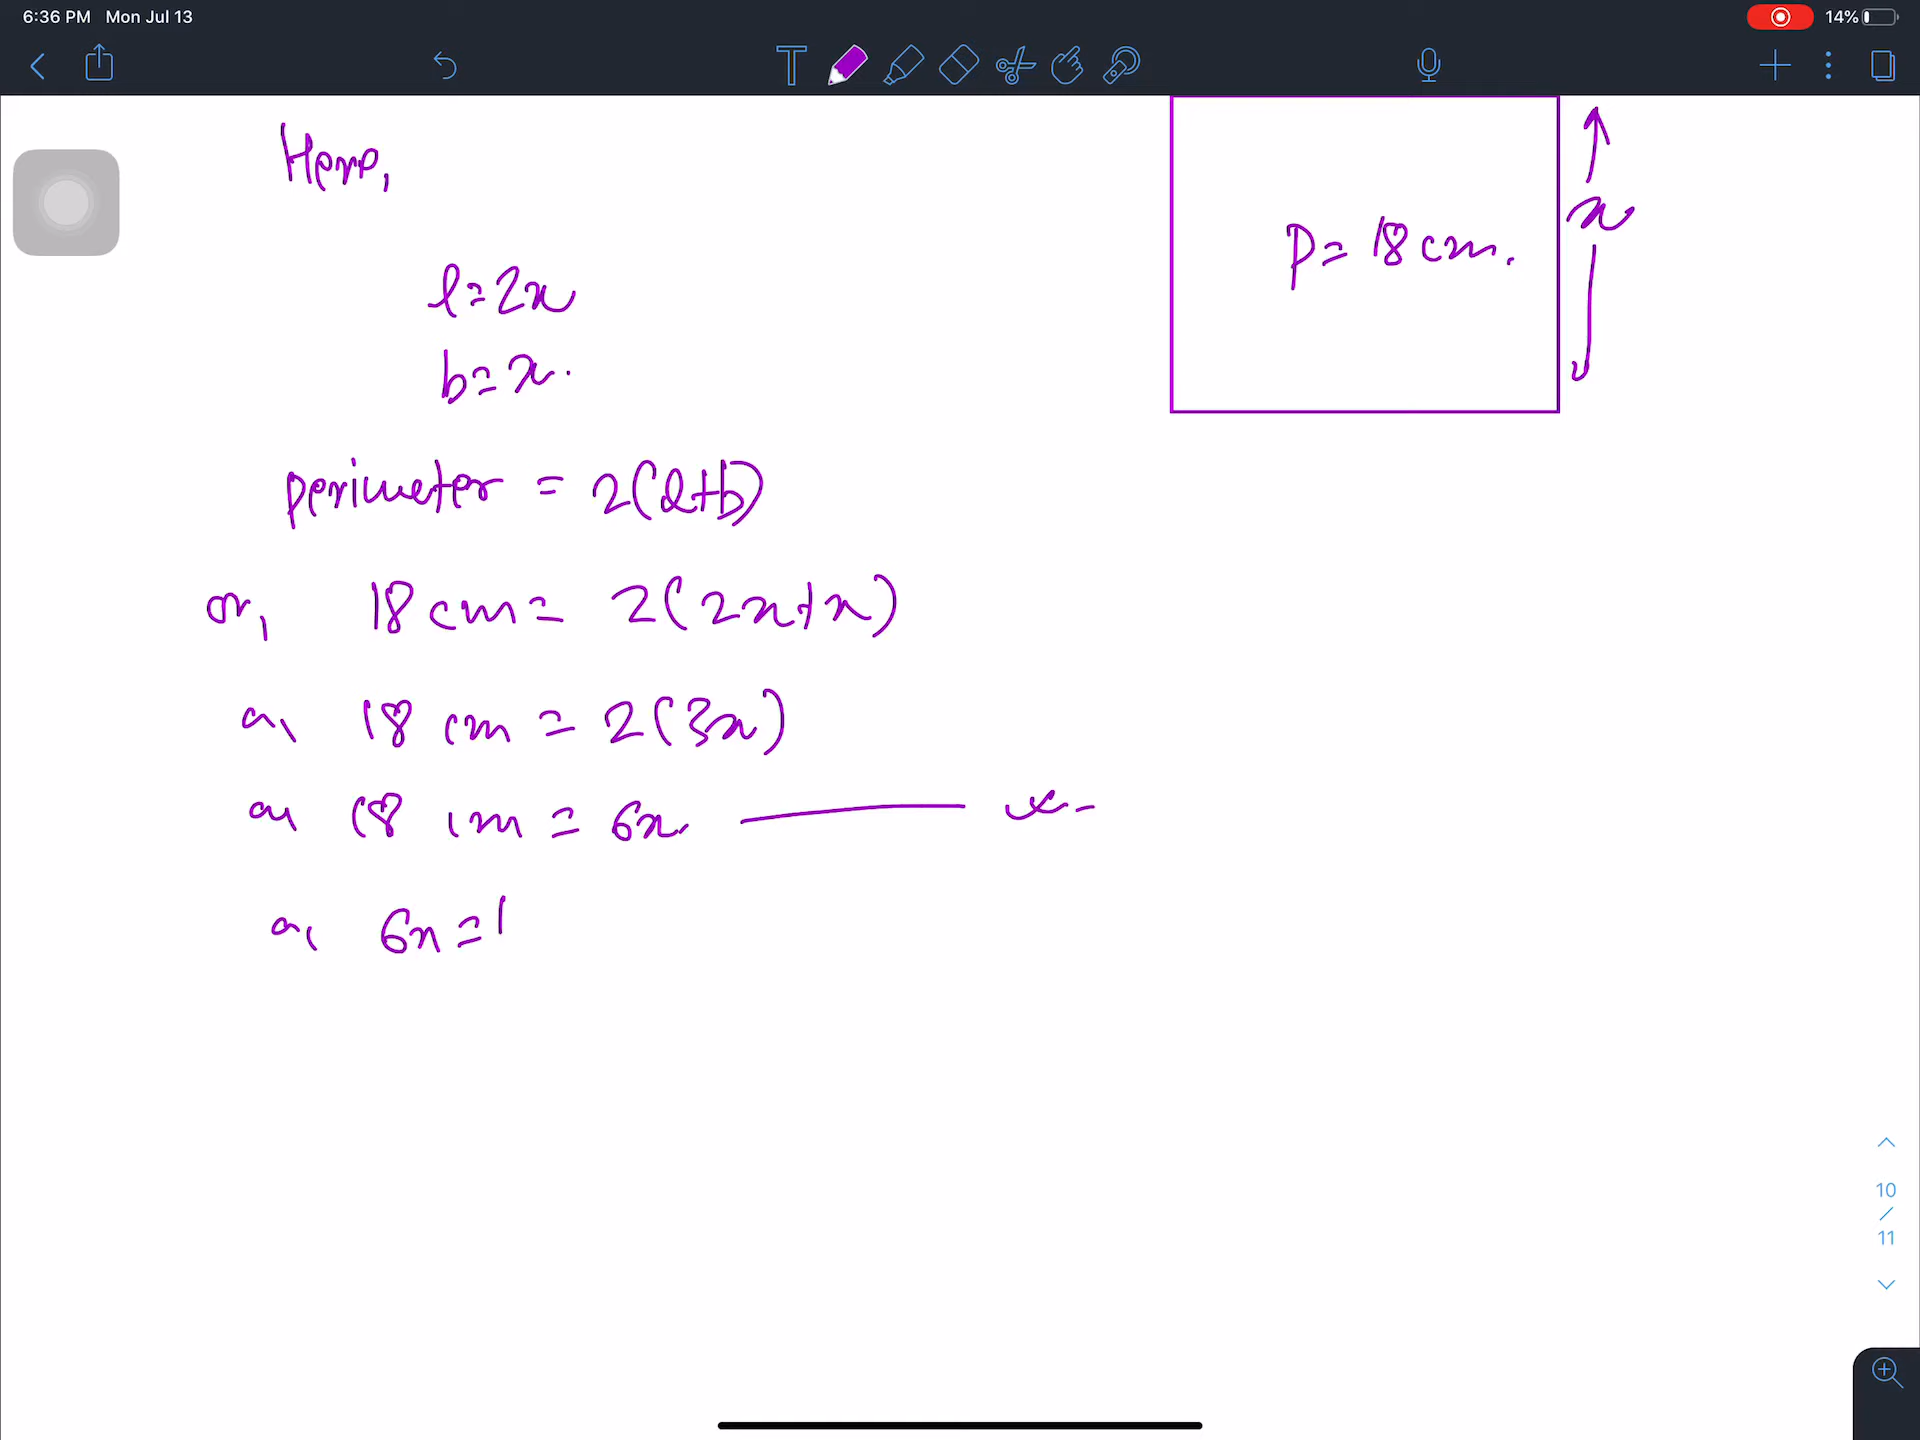 6:36 PM Mon Jul 13
14%
Here,
P = 18 cm.
x
l = 2x
b = x.
perimeter = 2(l+b)
or, 18 cm = 2(2x+x)
or, 18 cm = 2(3x)
or, 18 cm = 6x
or, 6x = 1
10
/
11